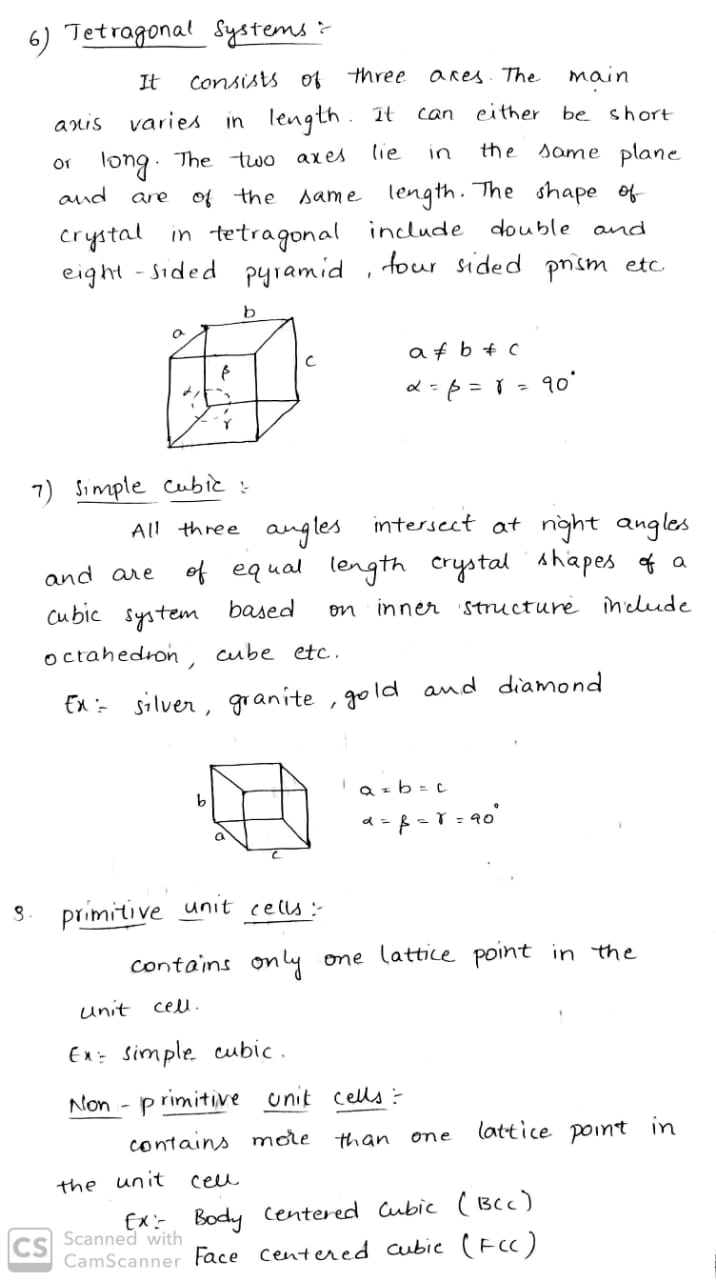 6) Tetragonal Systems :-
It consists of three axes. The main
axis varies in length. It can either be short
or long. The two axes lie in the same plane
and are of the same length. The shape of
crystal in tetragonal include double and
eight-sided pyramid, four sided prism etc
b
a
c
β
α
γ
a ≠ b ≠ c
α = β = γ = 90°
7) Simple Cubic :-
All three angles intersect at right angles
and are of equal length crystal shapes of a
cubic system based on inner structure include
octahedron, cube etc.
Ex :- silver, granite, gold and diamond
b
a
c
a = b = c
α = β = γ = 90°
8. primitive unit cells :-
contains only one lattice point in the
unit cell.
Ex :- simple cubic.
Non - primitive unit cells :-
contains more than one lattice point in
the unit cell
Ex :- Body centered Cubic (BCC)
Face centered cubic (FCC)
CS Scanned with
CamScanner